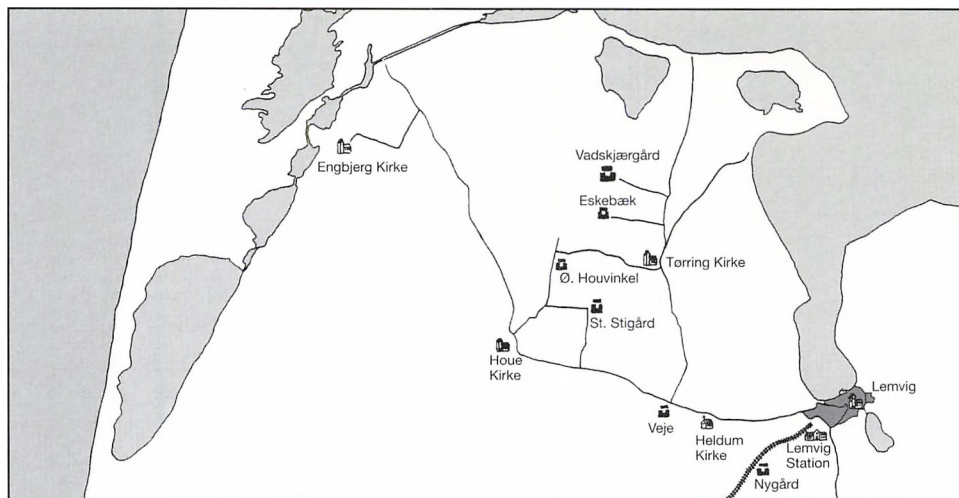 Vadskjærgård
Engbjerg Kirke
Eskebæk
Tørring Kirke
Ø. Houvinkel
St. Stigård
Houe
Kirke
Lemvig
Veje
Heldum
Kirke
Lemvig
Station
Nygård